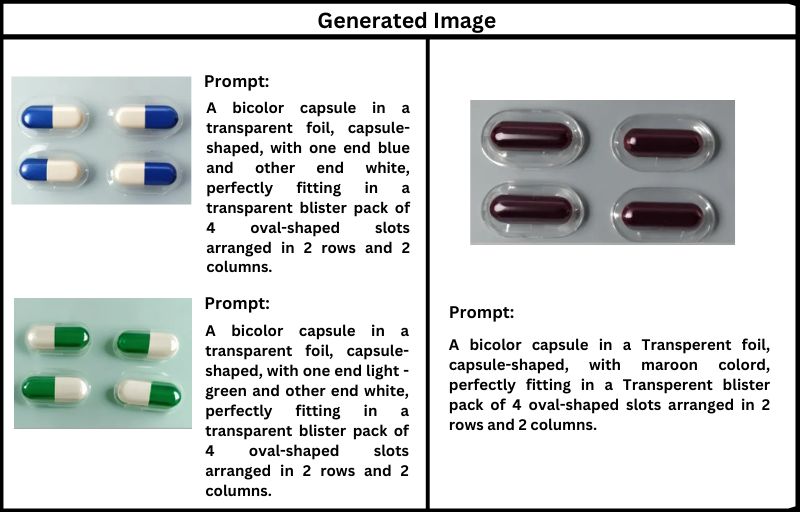 Generated Image
Prompt:
A bicolor capsule in a
transparent foil, capsule-
shaped, with one end blue
and other end white,
perfectly fitting in a
transparent blister pack of
4 oval-shaped slots
arranged in 2 rows and 2
columns.
Prompt:
A bicolor capsule in a
transparent foil, capsule-
shaped, with one end light -
green and other end white,
perfectly fitting in a
transparent blister pack of
4 oval-shaped slots
arranged in 2 rows and 2
columns.
Prompt:
A bicolor capsule in a Transperent foil,
capsule-shaped, with maroon colord,
perfectly fitting in a Transperent blister
pack of 4 oval-shaped slots arranged in 2
rows and 2 columns.